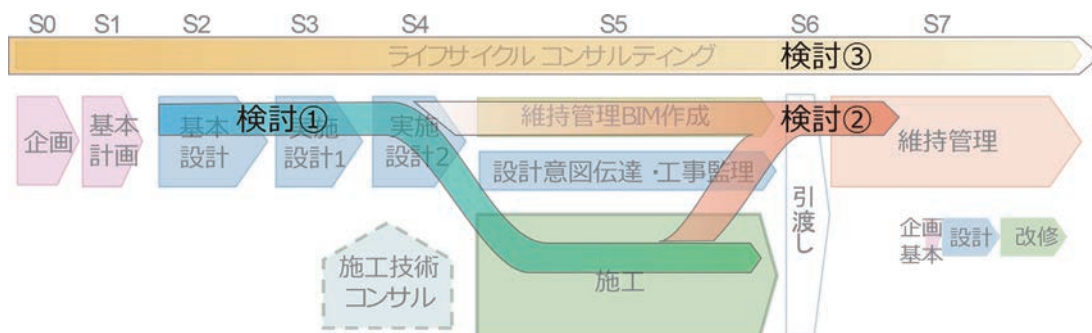 S0 S1 S2 S3 S4 S5 S6 S7
ライフサイクル コンサルティング 検討③
企画
基本
計画
基本
設計
検討①
実施
設計1
実施
設計2
維持管理BIM作成
検討②
設計意図伝達・工事監理
引渡し
維持管理
施工技術
コンサル
施工
企画
基本
設計
改修